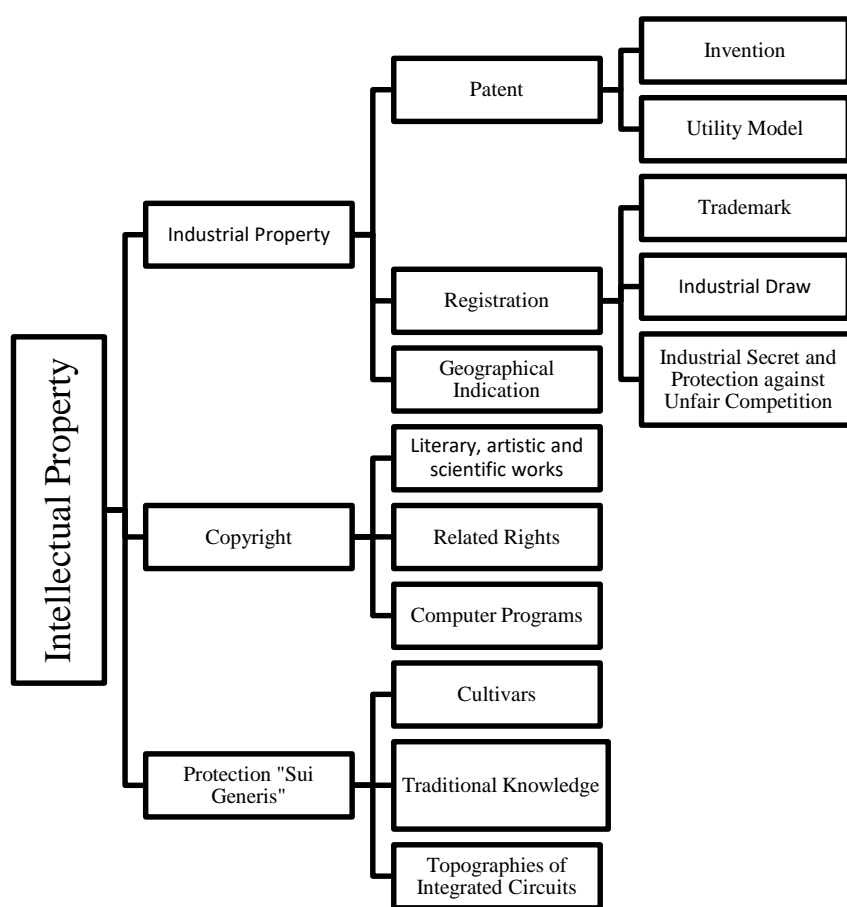 Intellectual Property
Industrial Property
Patent
Invention
Utility Model
Registration
Trademark
Industrial Draw
Industrial Secret and
Protection against
Unfair Competition
Geographical
Indication
Copyright
Literary, artistic and
scientific works
Related Rights
Computer Programs
Protection "Sui
Generis"
Cultivars
Traditional Knowledge
Topographies of
Integrated Circuits